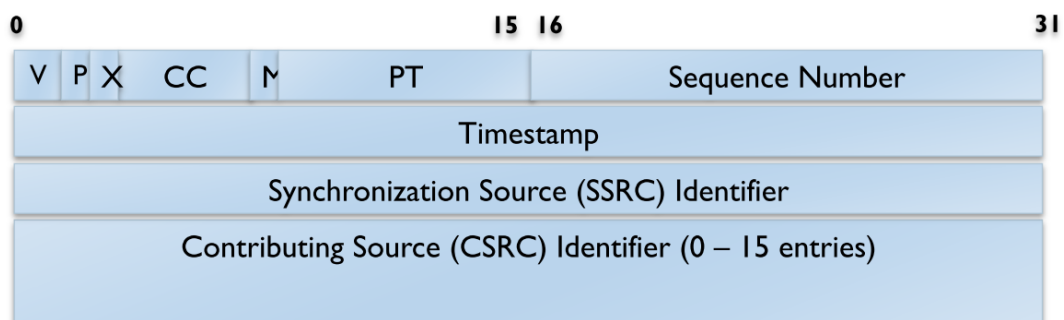 0 15 16 31
V P X CC M PT Sequence Number
Timestamp
Synchronization Source (SSRC) Identifier
Contributing Source (CSRC) Identifier (0 – 15 entries)